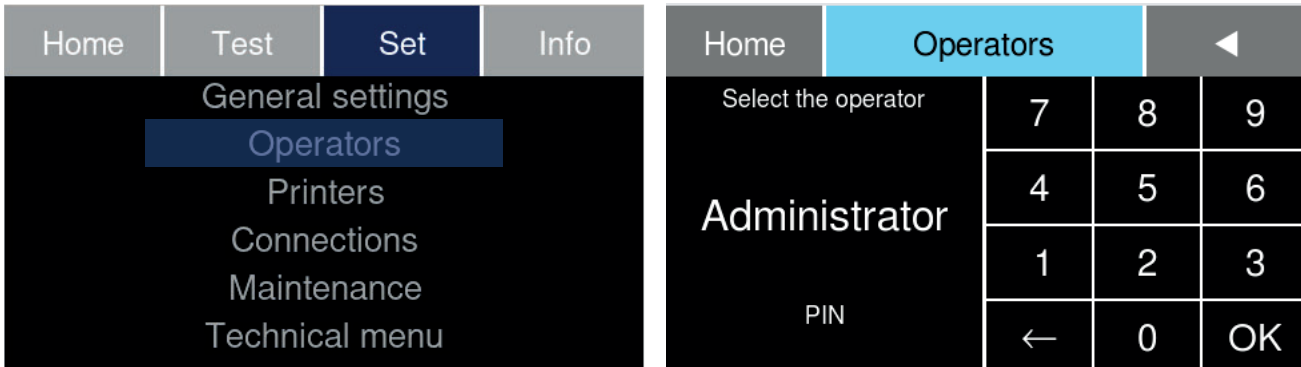 Home Test Set Info
General settings
Operators
Printers
Connections
Maintenance
Technical menu
Home Operators ◀
Select the operator
Administrator
PIN
7 8 9
4 5 6
1 2 3
← 0 OK